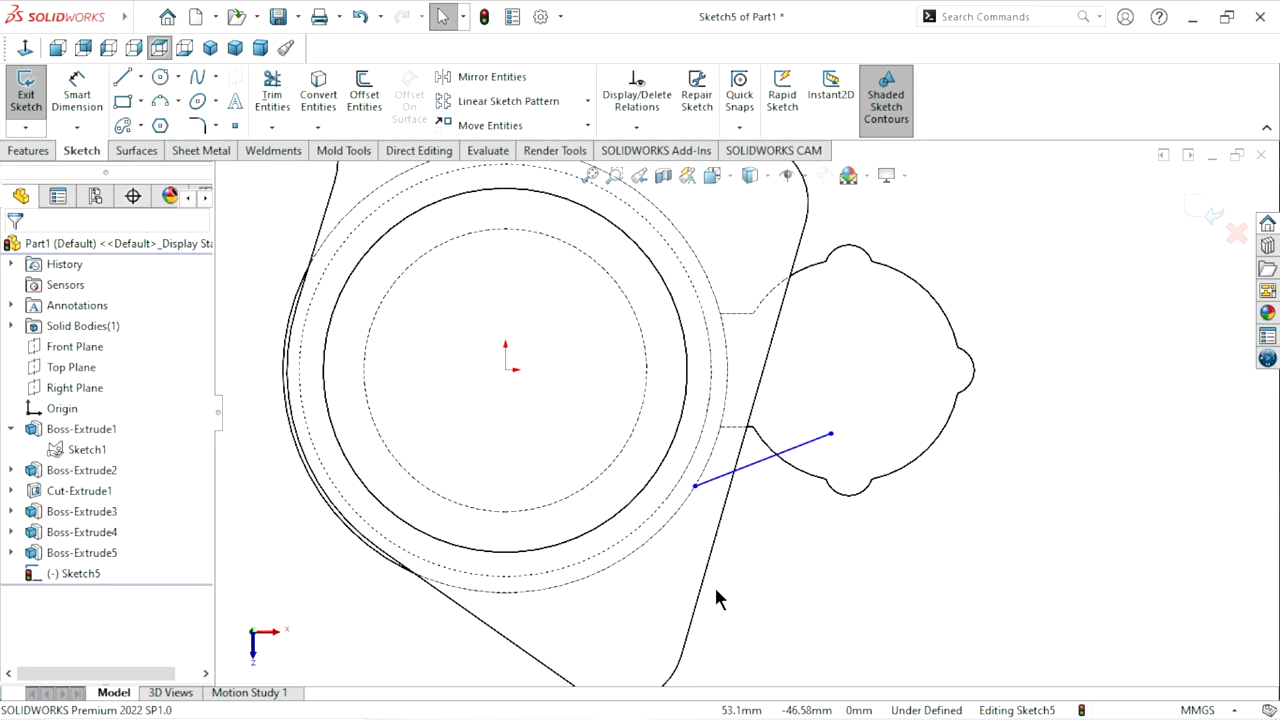 SOLIDWORKS
Sketch5 of Part1 *
Search Commands
Exit Sketch
Smart Dimension
Trim Entities
Convert Entities
Offset Entities
Offset On Surface
Mirror Entities
Linear Sketch Pattern
Move Entities
Display/Delete Relations
Repair Sketch
Quick Snaps
Rapid Sketch
Instant2D
Shaded Sketch Contours
Features
Sketch
Surfaces
Sheet Metal
Weldments
Mold Tools
Direct Editing
Evaluate
Render Tools
SOLIDWORKS Add-Ins
SOLIDWORKS CAM
Part1 (Default) <<Default>_Display Sta
History
Sensors
Annotations
Solid Bodies(1)
Front Plane
Top Plane
Right Plane
Origin
Boss-Extrude1
Sketch1
Boss-Extrude2
Cut-Extrude1
Boss-Extrude3
Boss-Extrude4
Boss-Extrude5
(-) Sketch5
X
Z
Model
3D Views
Motion Study 1
SOLIDWORKS Premium 2022 SP1.0
53.1mm
-46.58mm
0mm
Under Defined
Editing Sketch5
MMGS